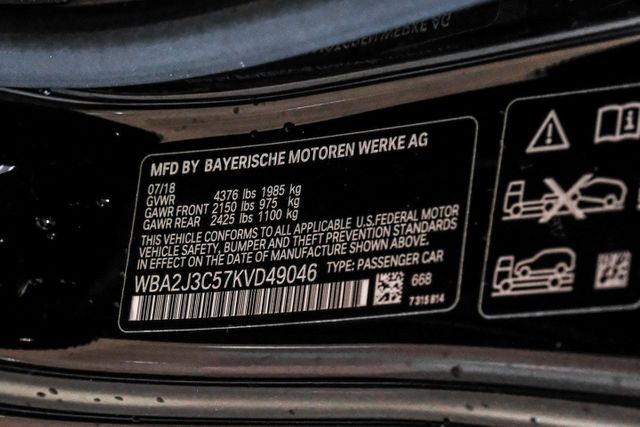 MFD BY BAYERISCHE MOTOREN WERKE AG
07/18
GVWR 4376 lbs 1985 kg
GAWR FRONT 2150 lbs 975 kg
GAWR REAR 2425 lbs 1100 kg
THIS VEHICLE CONFORMS TO ALL APPLICABLE U.S.FEDERAL MOTOR
VEHICLE SAFETY, BUMPER, AND THEFT PREVENTION STANDARDS
IN EFFECT ON THE DATE OF MANUFACTURE SHOWN ABOVE.
WBA2J3C57KVD49046 TYPE: PASSENGER CAR
668
7 315 814